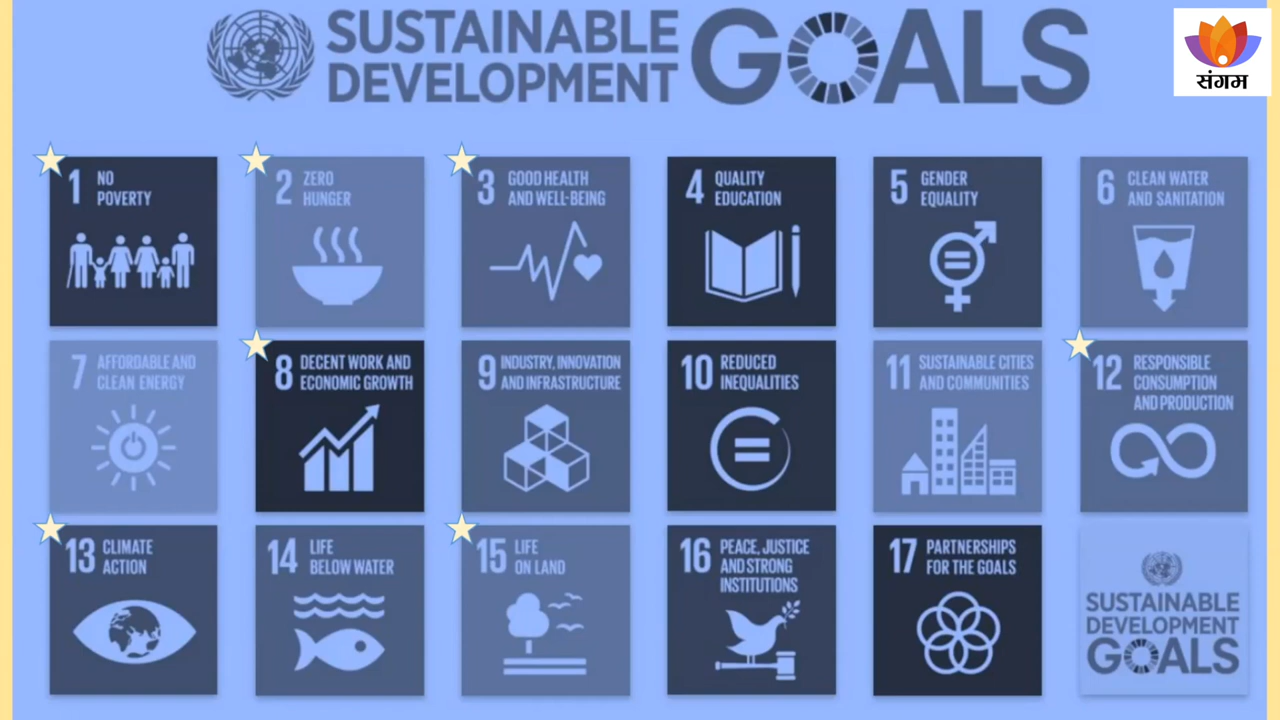 SUSTAINABLE
DEVELOPMENT
GOALS
संगम
1 NO
POVERTY
2 ZERO
HUNGER
3 GOOD HEALTH
AND WELL-BEING
4 QUALITY
EDUCATION
5 GENDER
EQUALITY
6 CLEAN WATER
AND SANITATION
7 AFFORDABLE AND
CLEAN ENERGY
8 DECENT WORK AND
ECONOMIC GROWTH
9 INDUSTRY, INNOVATION
AND INFRASTRUCTURE
10 REDUCED
INEQUALITIES
11 SUSTAINABLE CITIES
AND COMMUNITIES
12 RESPONSIBLE
CONSUMPTION
AND PRODUCTION
13 CLIMATE
ACTION
14 LIFE
BELOW WATER
15 LIFE
ON LAND
16 PEACE, JUSTICE
AND STRONG
INSTITUTIONS
17 PARTNERSHIPS
FOR THE GOALS
SUSTAINABLE
DEVELOPMENT
GOALS